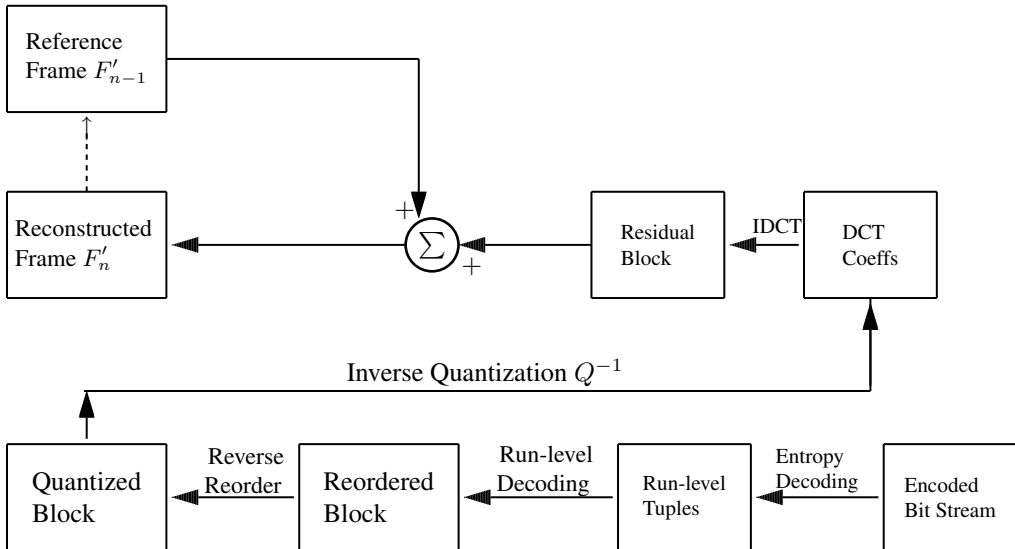 Reference
Frame F′ₙ₋₁
+
Reconstructed
Frame F′ₙ
∑
+
Residual
Block
IDCT
DCT
Coeffs
Inverse Quantization Q⁻¹
Quantized
Block
Reverse
Reorder
Reordered
Block
Run-level
Decoding
Run-level
Tuples
Entropy
Decoding
Encoded
Bit Stream